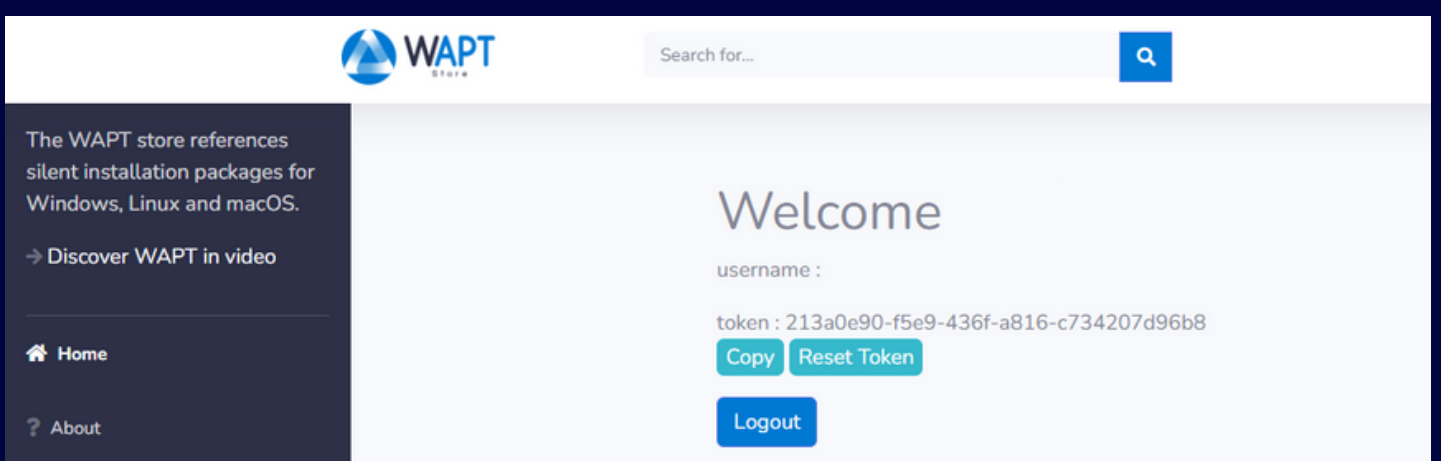 WAPT
Store
Search for...
The WAPT store references
silent installation packages for
Windows, Linux and macOS.
→ Discover WAPT in video
Home
? About
Welcome
username :
token : 213a0e90-f5e9-436f-a816-c734207d96b8
Copy Reset Token
Logout